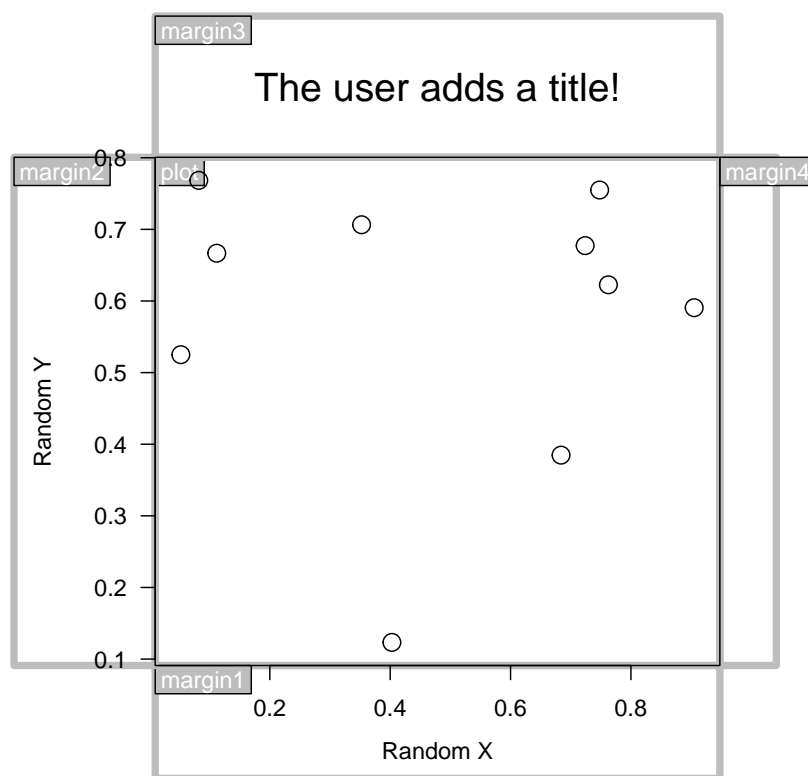 margin3
The user adds a title!
margin2
plot
margin4
0.8
0.7
0.6
0.5
0.4
0.3
0.2
0.1
Random Y
margin1
0.2 0.4 0.6 0.8
Random X